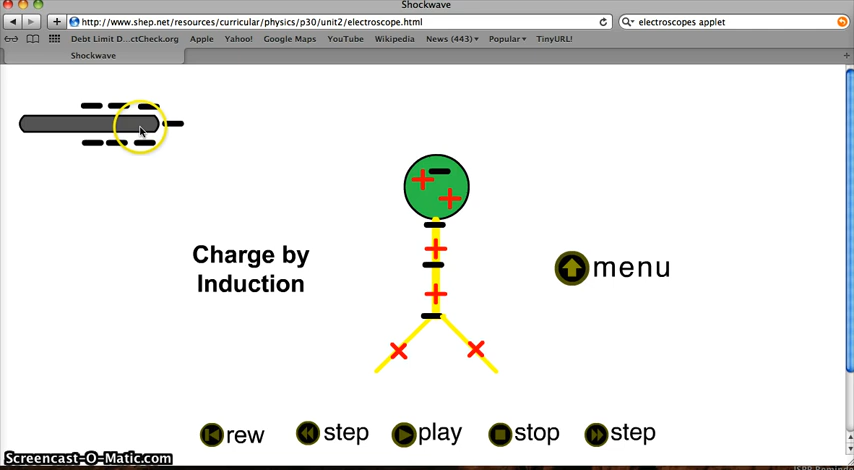 Shockwave
http://www.shep.net/resources/curricular/physics/p30/unit2/electroscope.html
electroscopes applet
Debt Limit D...ctCheck.org Apple Yahoo! Google Maps YouTube Wikipedia News (443) Popular TinyURL!
Shockwave
Charge by
Induction
menu
rew step play stop step
Screencast-O-Matic.com